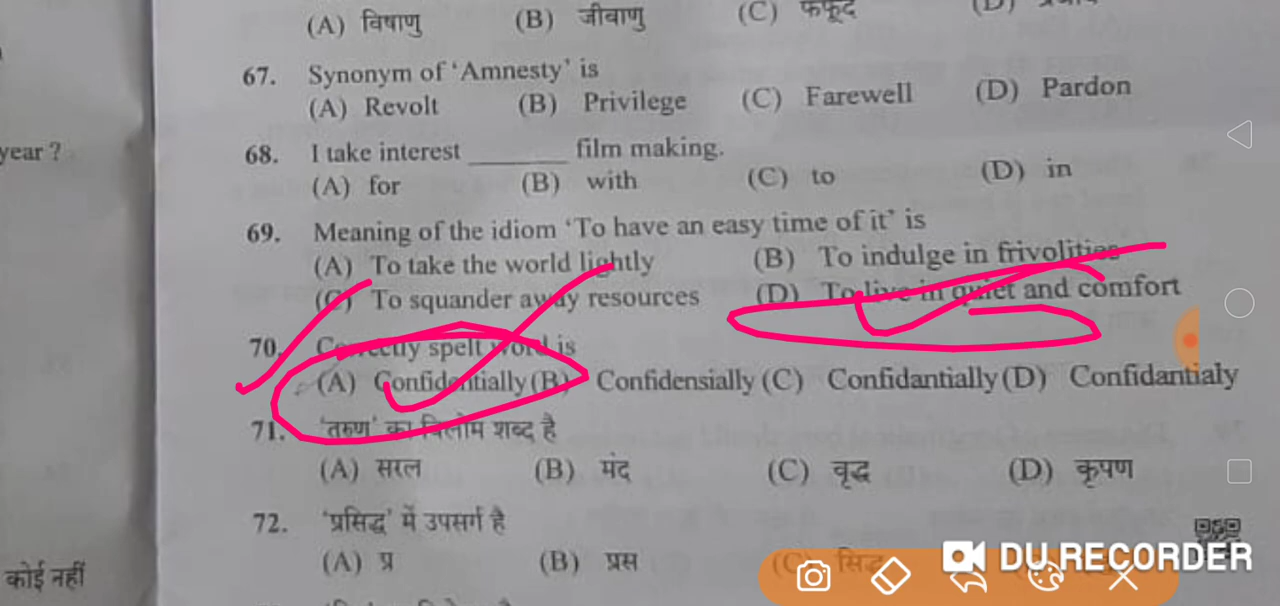 (A) विषाणु (B) जीवाणु (C) फफूंद (D)
67. Synonym of ‘Amnesty’ is
(A) Revolt (B) Privilege (C) Farewell (D) Pardon
year ?
68. I take interest ______ film making.
(A) for (B) with (C) to (D) in
69. Meaning of the idiom ‘To have an easy time of it’ is
(A) To take the world lightly (B) To indulge in frivolities
(C) To squander away resources (D) To live in quiet and comfort
70. Correctly spelt word is
(A) Confidentially (B) Confidensially (C) Confidantially (D) Confidantialy
71. ‘तरुण’ का विलोम शब्द है
(A) सरल (B) मंद (C) वृद्ध (D) कृपण
72. ‘प्रसिद्ध’ में उपसर्ग है
(A) प्र (B) प्रस (C) सिद्ध
कोई नहीं
DU RECORDER